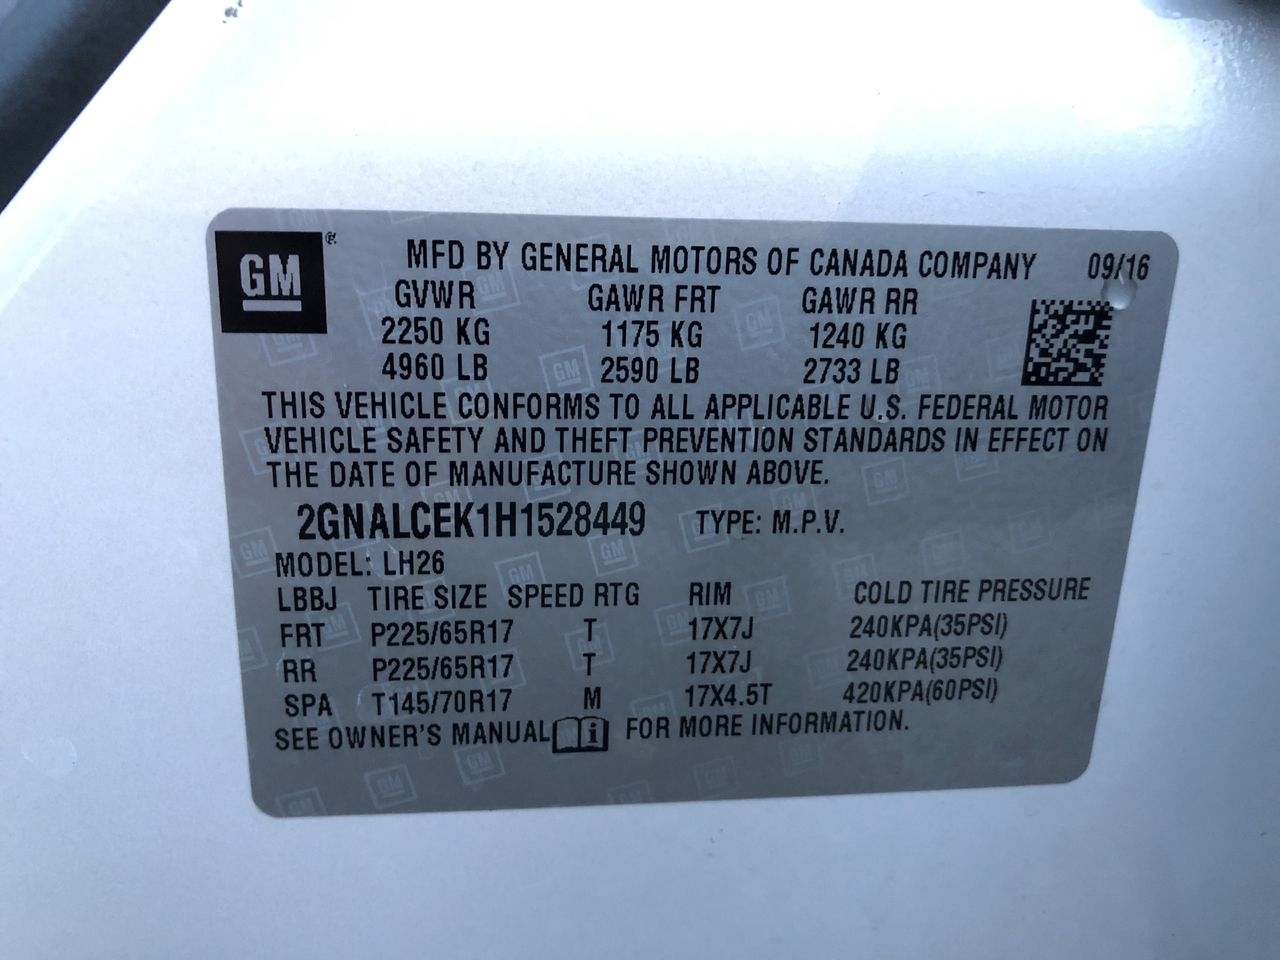 GM
MFD BY GENERAL MOTORS OF CANADA COMPANY 09/16
GVWR GAWR FRT GAWR RR
2250 KG 1175 KG 1240 KG
4960 LB 2590 LB 2733 LB
THIS VEHICLE CONFORMS TO ALL APPLICABLE U.S. FEDERAL MOTOR
VEHICLE SAFETY AND THEFT PREVENTION STANDARDS IN EFFECT ON
THE DATE OF MANUFACTURE SHOWN ABOVE.
2GNALCEK1H1528449 TYPE: M.P.V.
MODEL: LH26
LBBJ TIRE SIZE SPEED RTG RIM COLD TIRE PRESSURE
FRT P225/65R17 T 17X7J 240KPA(35PSI)
RR P225/65R17 T 17X7J 240KPA(35PSI)
SPA T145/70R17 M 17X4.5T 420KPA(60PSI)
SEE OWNER'S MANUAL i FOR MORE INFORMATION.